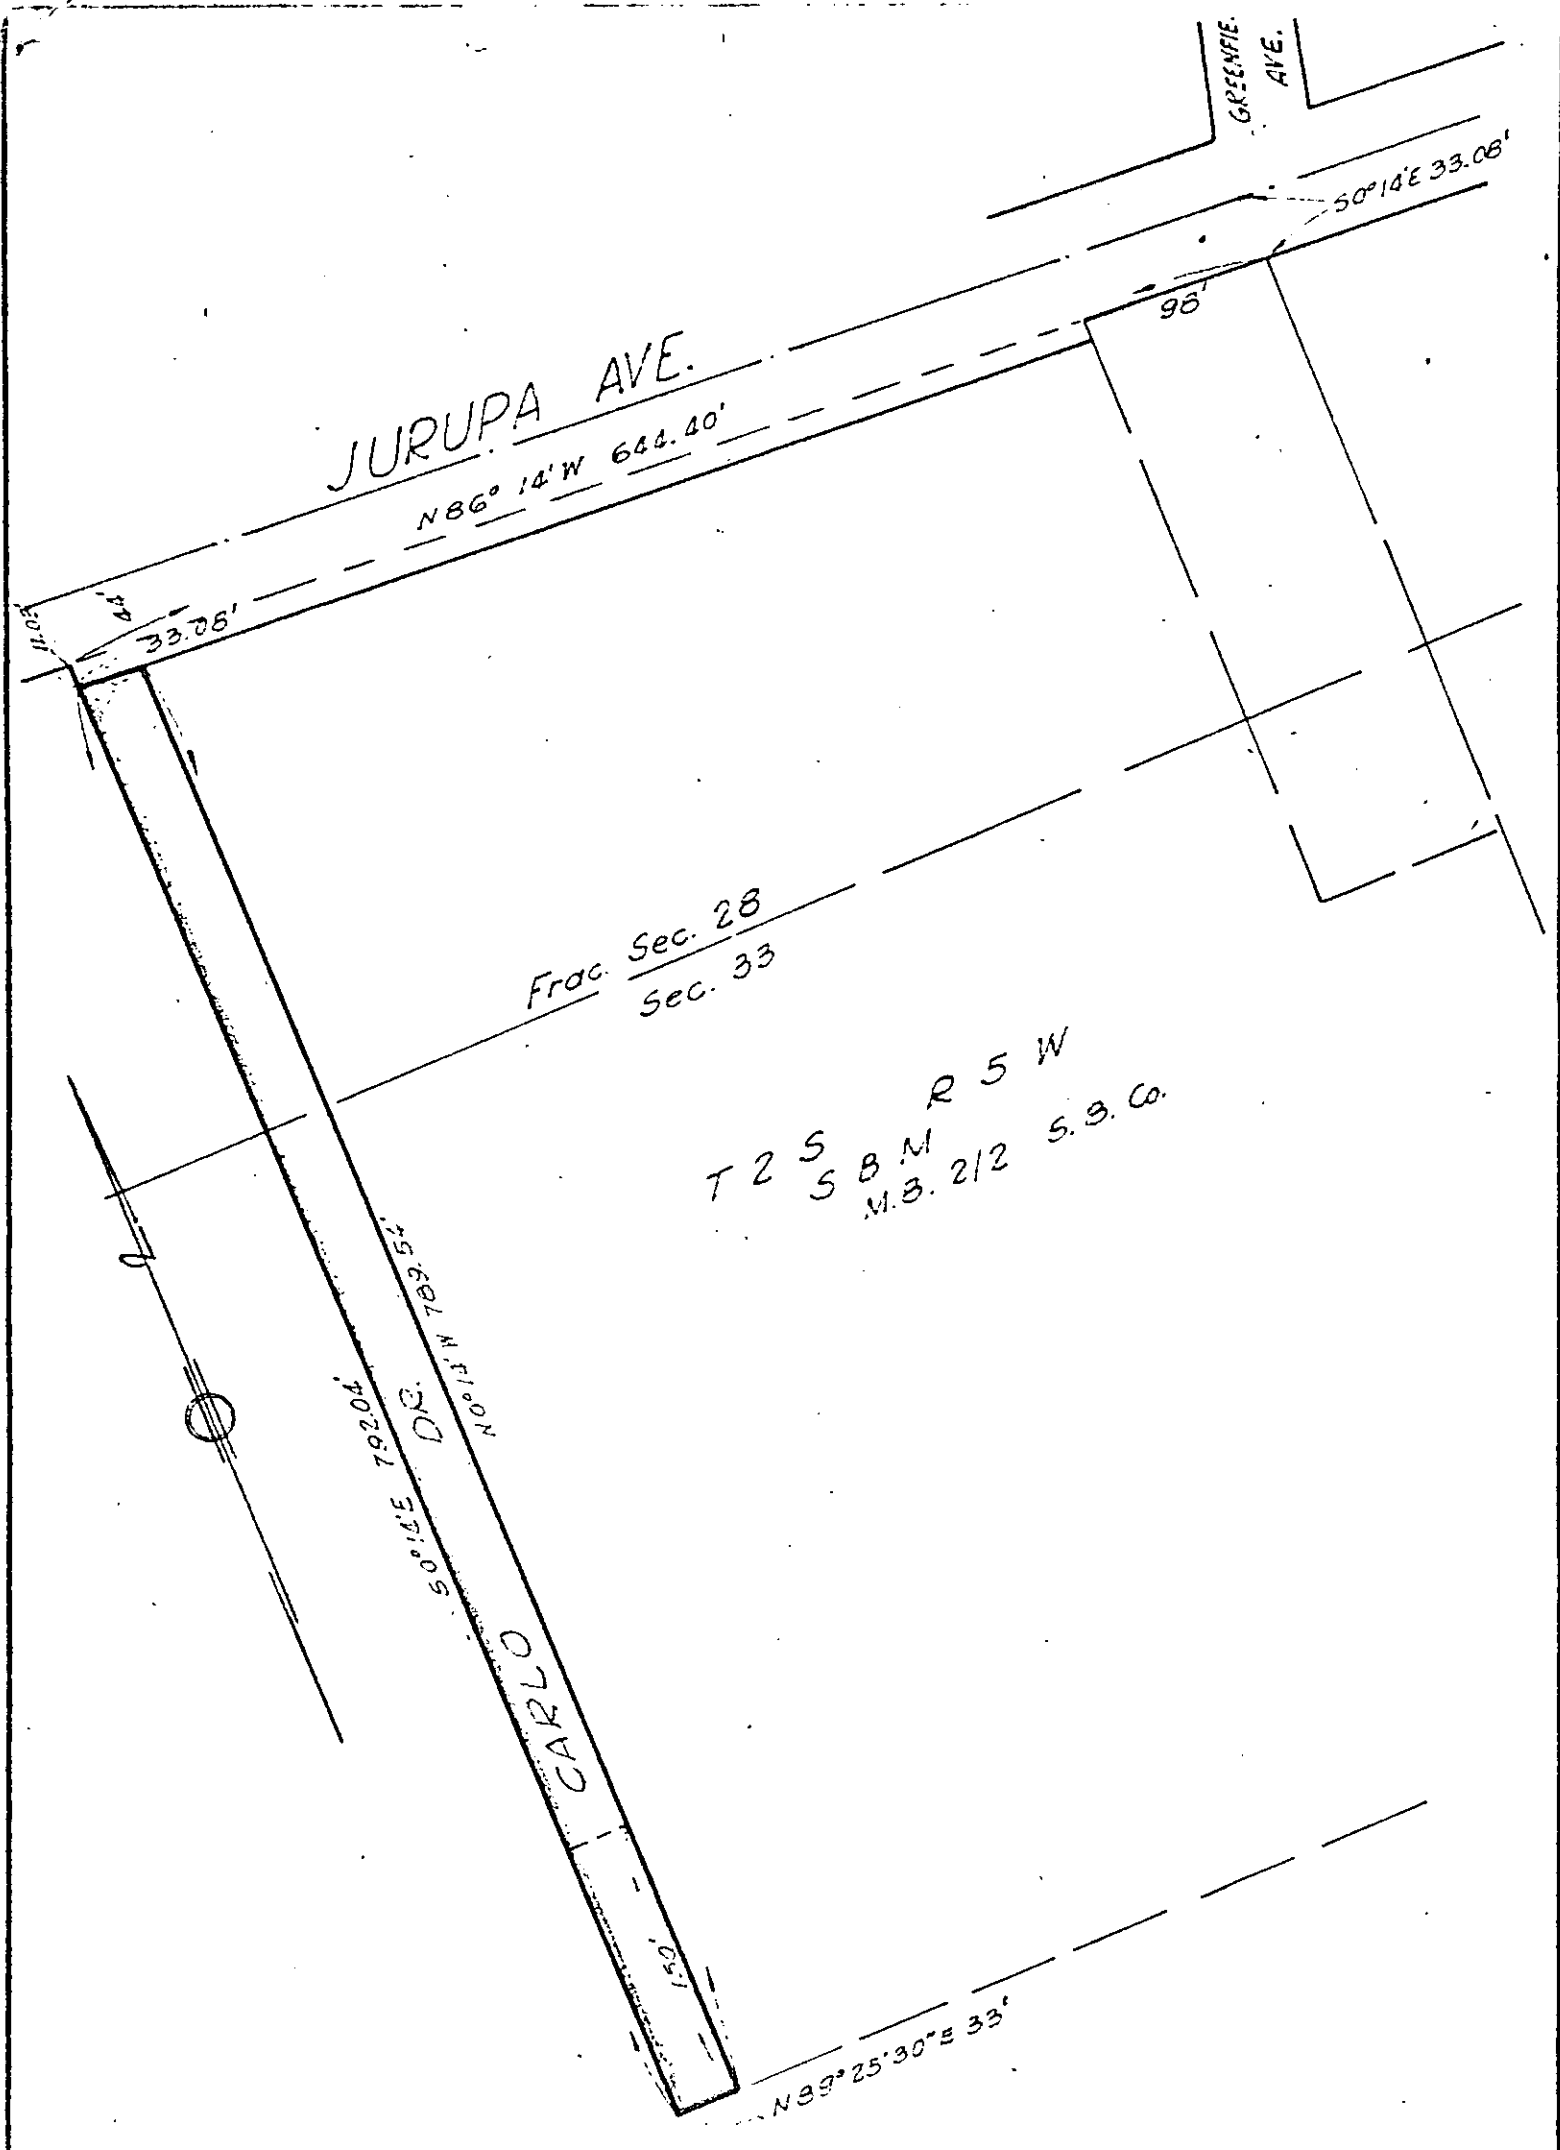 GREENFIE.
AVE.
S0°14'E 33.08'
98'
JURUPA AVE.
N86° 14'W 644.40'
11.03'
44'
33.08'
Frac. Sec. 28
Sec. 33
T 2 S R 5 W
S B M
M.B. 2/2 S.B. Co.
N0°14'W 789.54'
S0°14'E 792.04'
CARLO DR.
150'
N89°25'30"E 33'